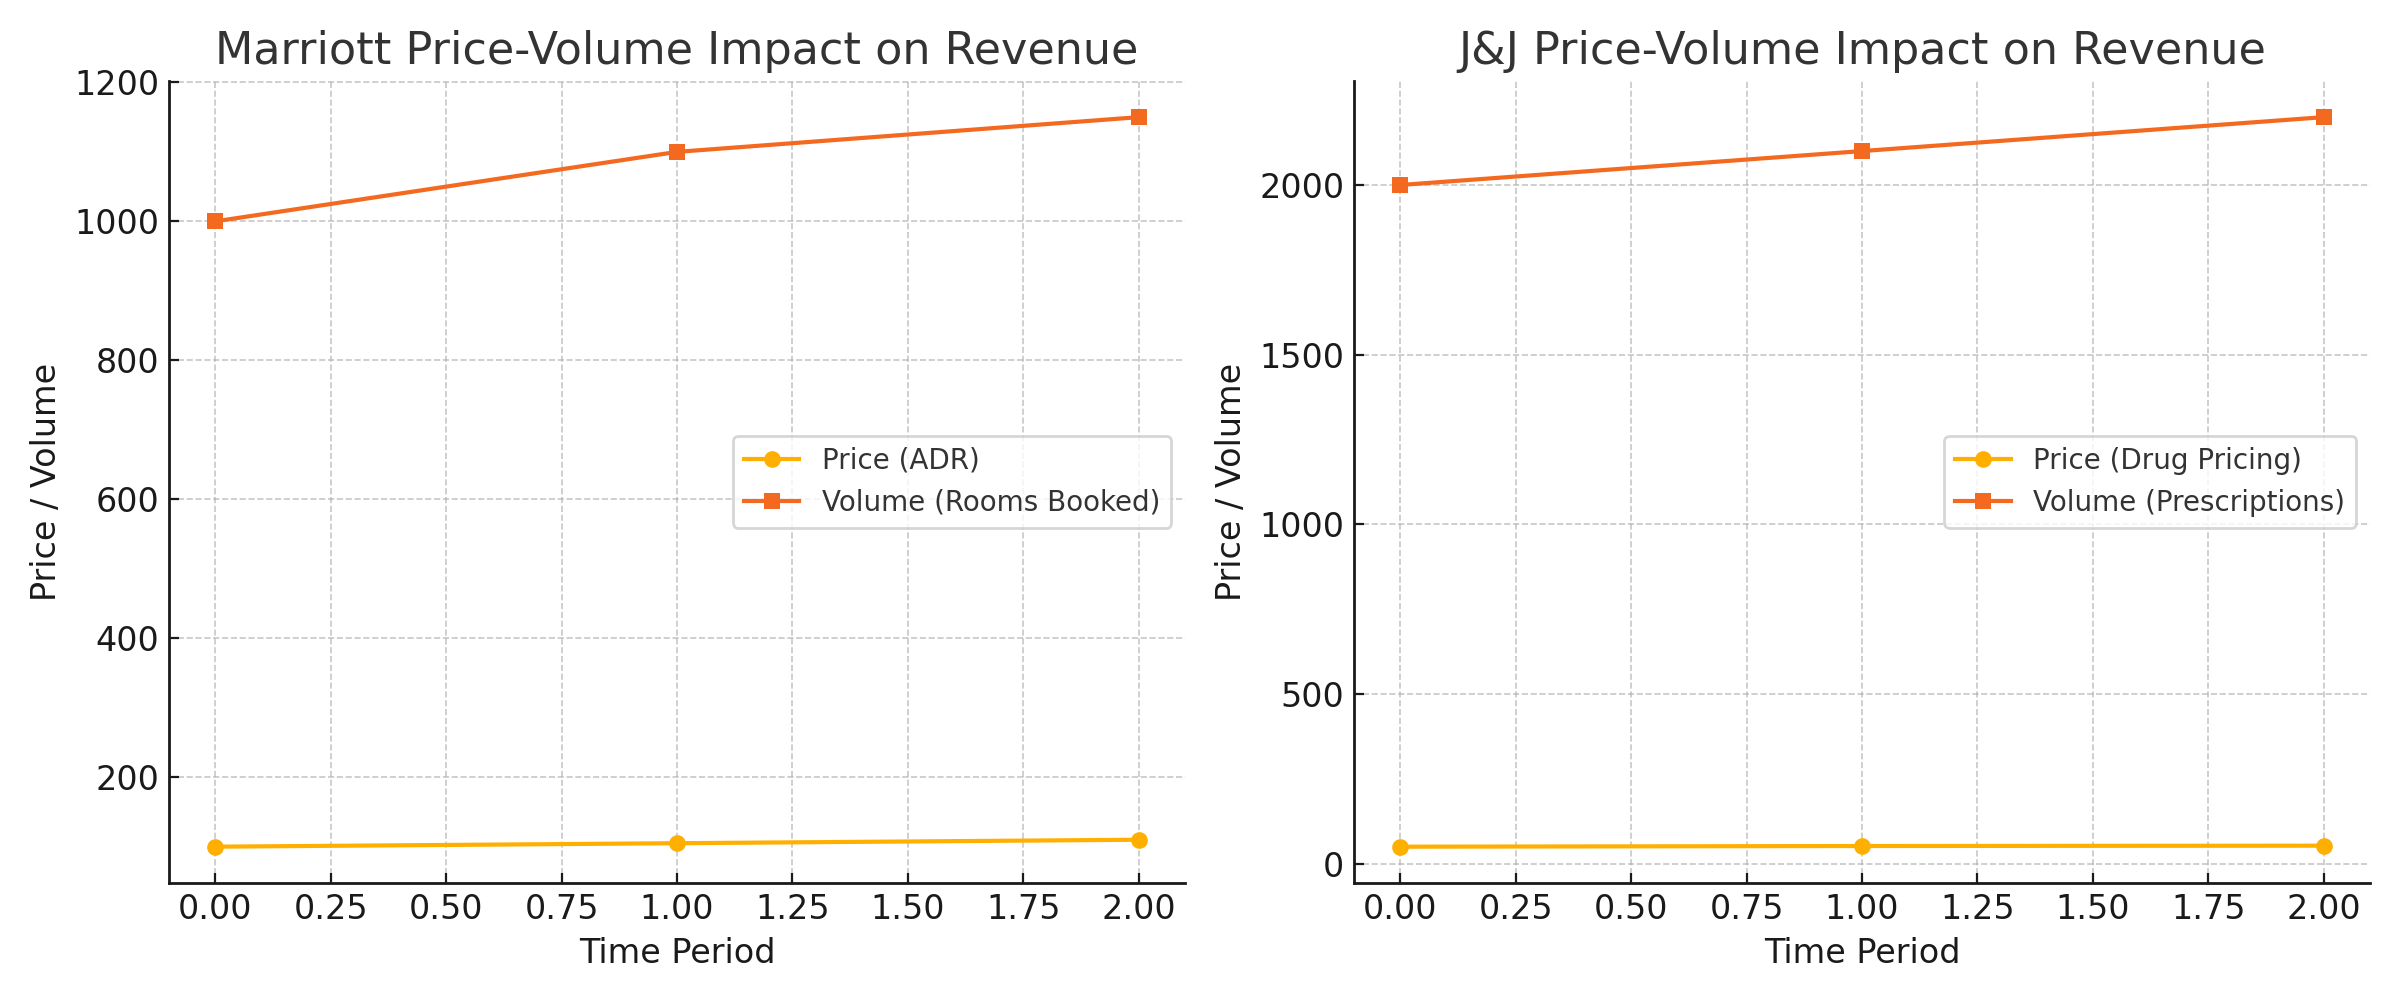 Marriott Price-Volume Impact on Revenue
1200
1000
800
600
400
200
Price / Volume
Price (ADR)
Volume (Rooms Booked)
0.00 0.25 0.50 0.75 1.00 1.25 1.50 1.75 2.00
Time Period
J&J Price-Volume Impact on Revenue
2000
1500
1000
500
0
Price / Volume
Price (Drug Pricing)
Volume (Prescriptions)
0.00 0.25 0.50 0.75 1.00 1.25 1.50 1.75 2.00
Time Period